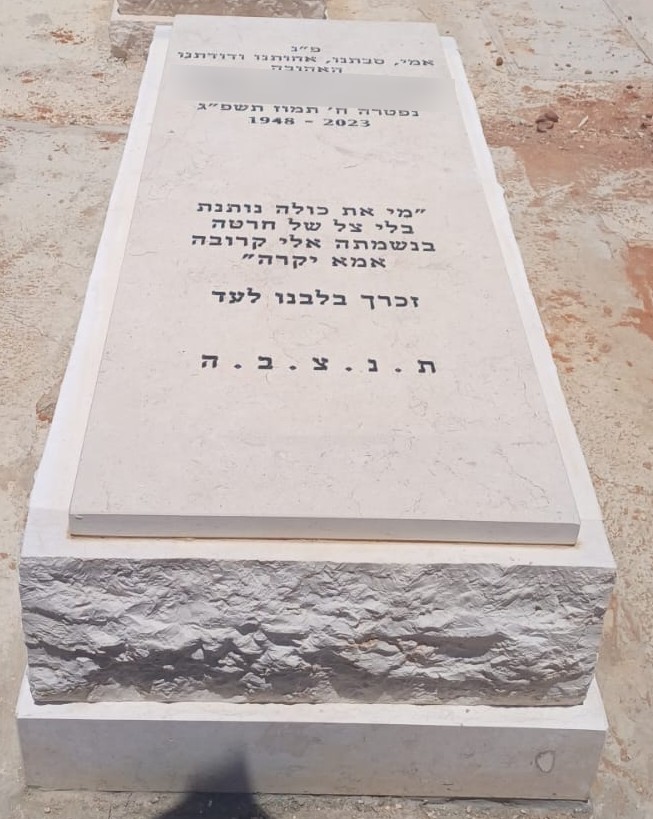 פ״נ
אמי, סבתנו, אחותנו ודודתנו
האהובה
נפטרה ח׳ תמוז תשפ״ג
1948 - 2023
״מי את כולה נותנת
בלי צל של חרטה
בנשמתה אלי קרובה
אמא יקרה״
זכרך בלבנו לעד
ת . נ . צ . ב . ה